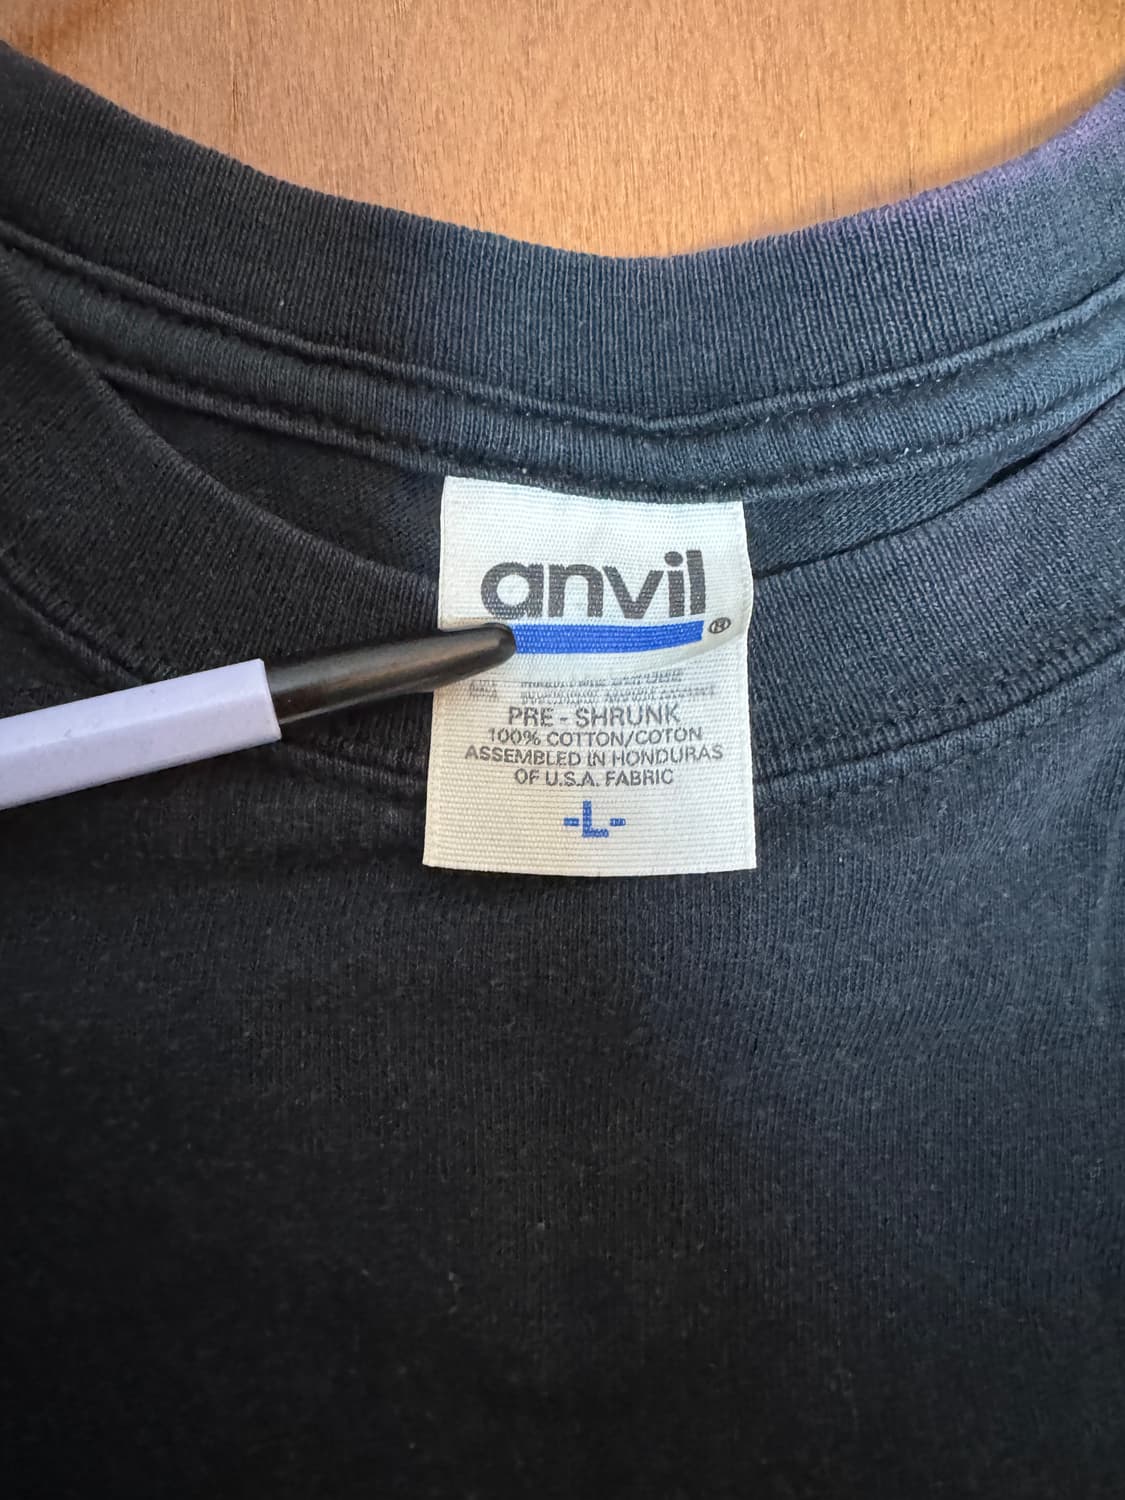 anvil®
PRE - SHRUNK
100% COTTON/COTON
ASSEMBLED IN HONDURAS
OF U.S.A. FABRIC
-L-